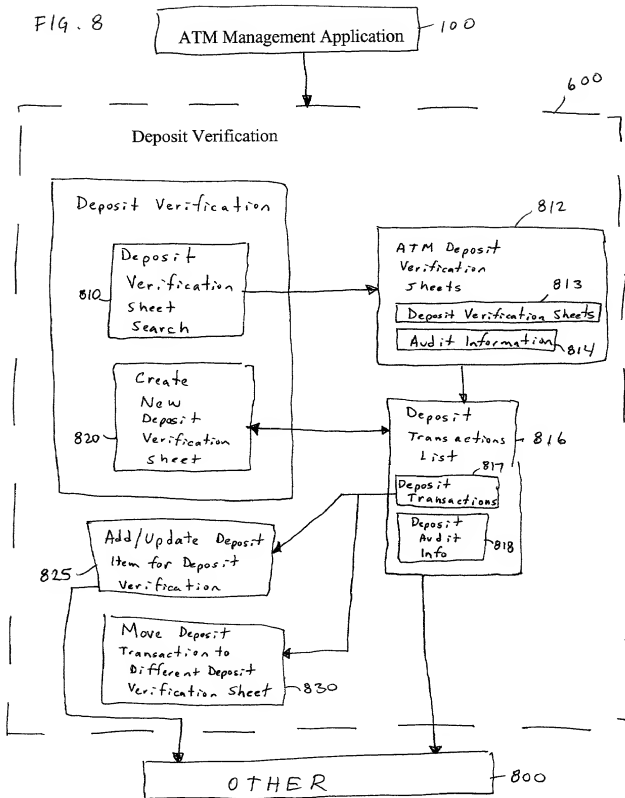 FIG. 8
ATM Management Application
100
600
Deposit Verification
Deposit Verification
810
Deposit
Verification
Sheet
Search
820
Create
New
Deposit
Verification
Sheet
812
ATM Deposit
Verification
Sheets
813
Deposit Verification Sheets
Audit Information
814
Deposit
Transactions
List
816
817
Deposit
Transactions
Deposit
Audit
Info
818
825
Add/Update Deposit
Item for Deposit
Verification
Move Deposit
Transaction to
Different Deposit
Verification Sheet
830
OTHER
800